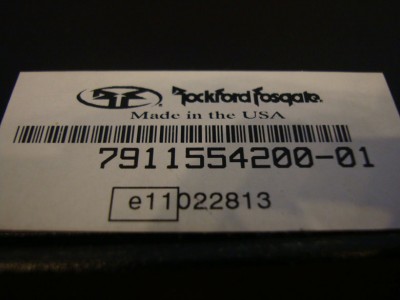 Rockford Fosgate
Made in the USA
7911554200-01
e11022813